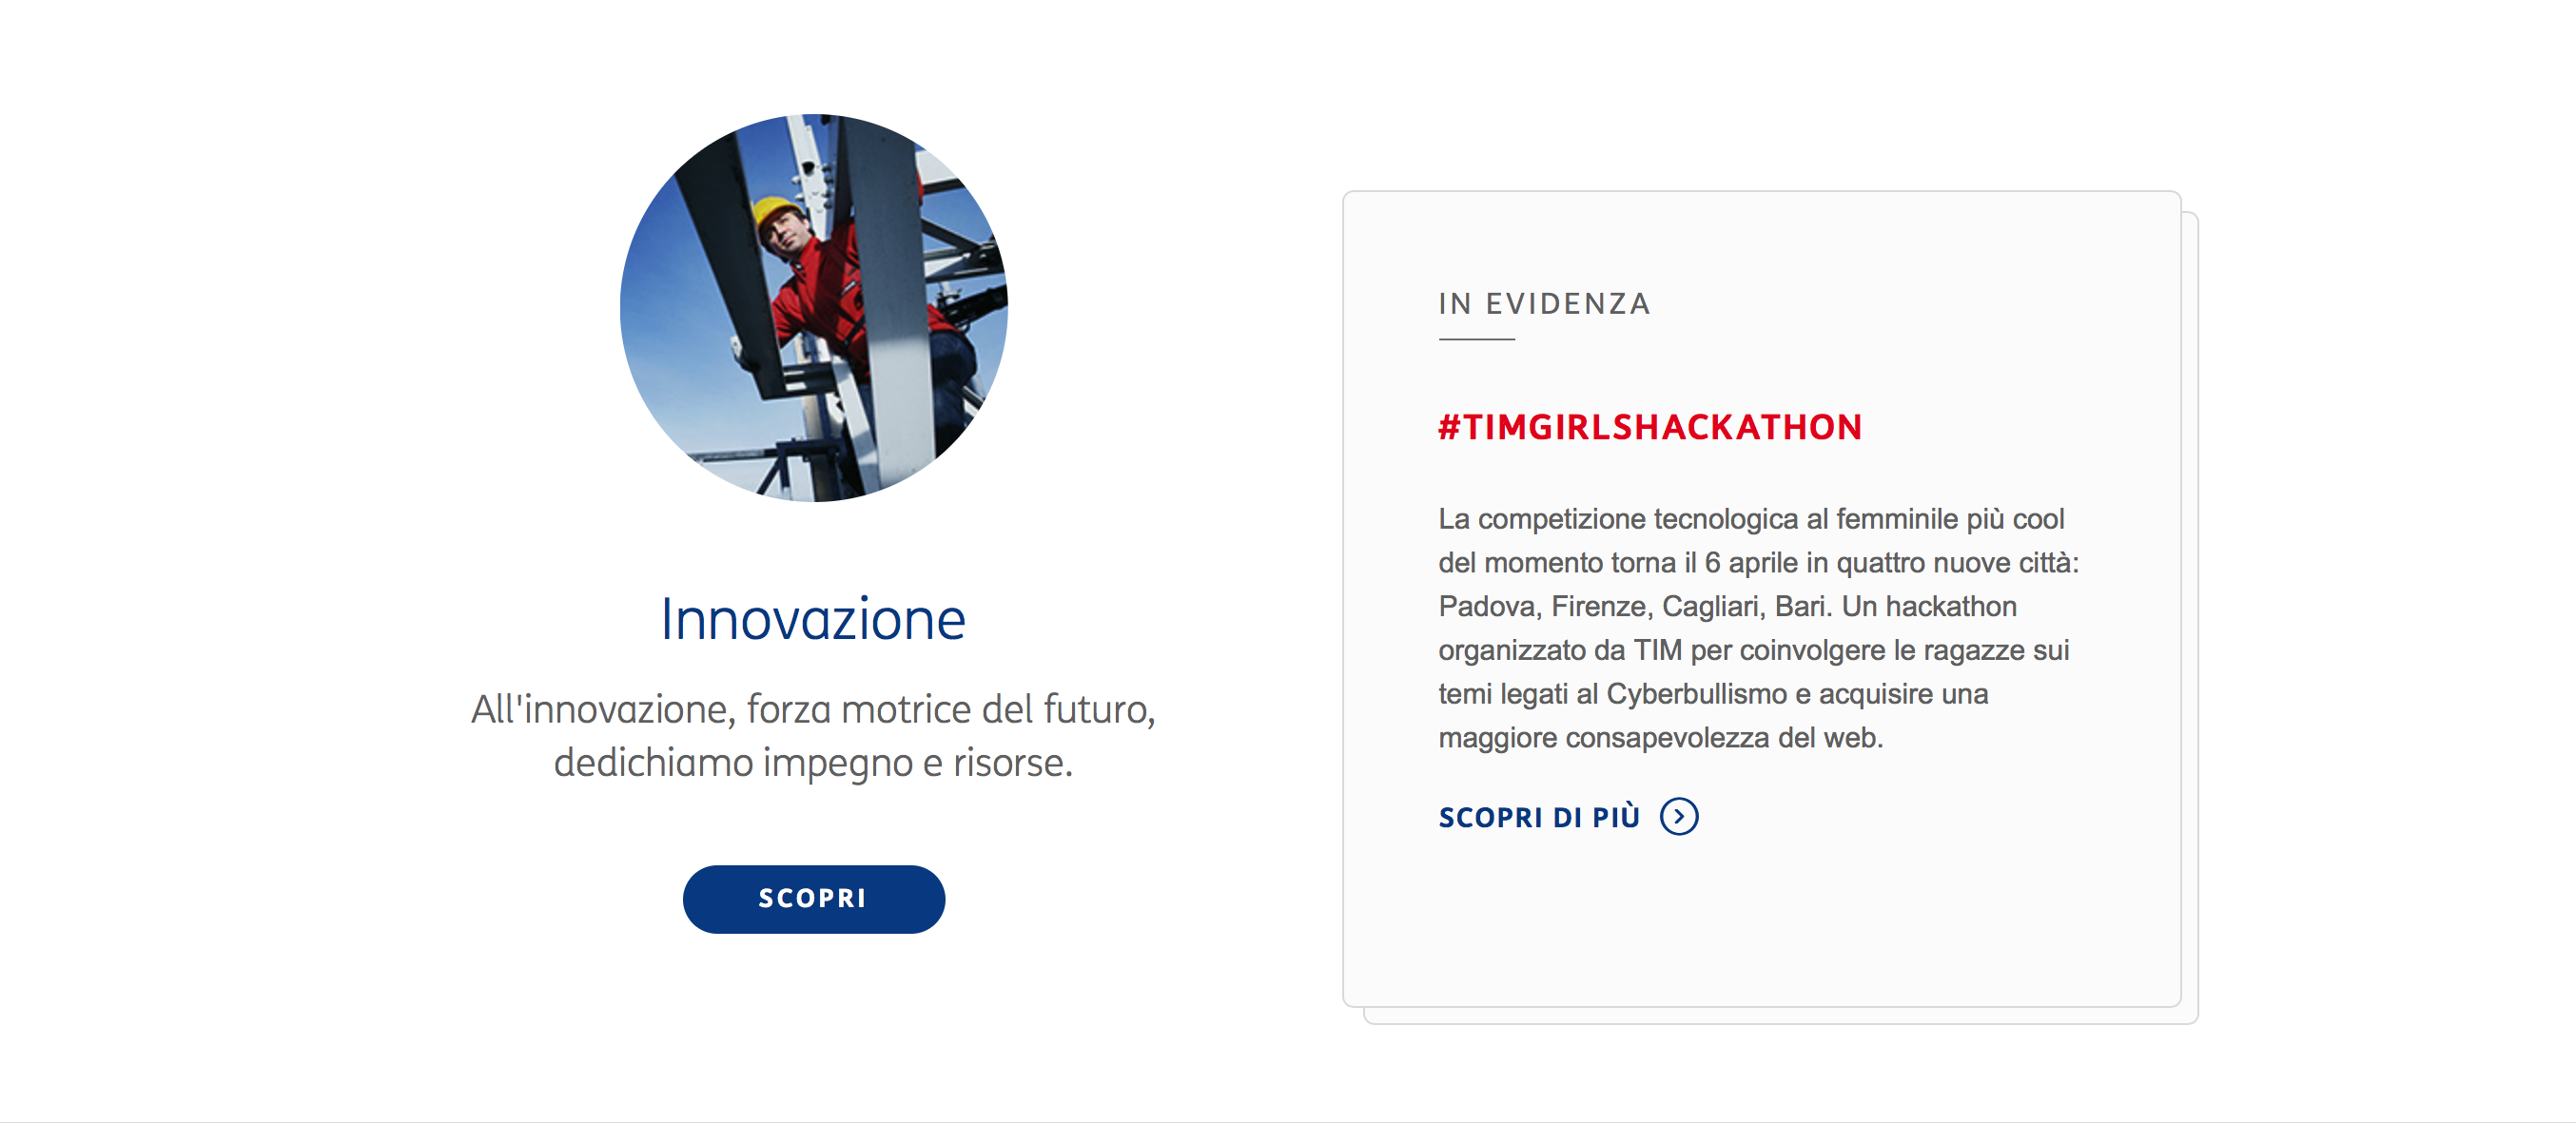 Innovazione
All'innovazione, forza motrice del futuro,
dedichiamo impegno e risorse.
SCOPRI
IN EVIDENZA
#TIMGIRLSHACKATHON
La competizione tecnologica al femminile più cool
del momento torna il 6 aprile in quattro nuove città:
Padova, Firenze, Cagliari, Bari. Un hackathon
organizzato da TIM per coinvolgere le ragazze sui
temi legati al Cyberbullismo e acquisire una
maggiore consapevolezza del web.
SCOPRI DI PIÙ